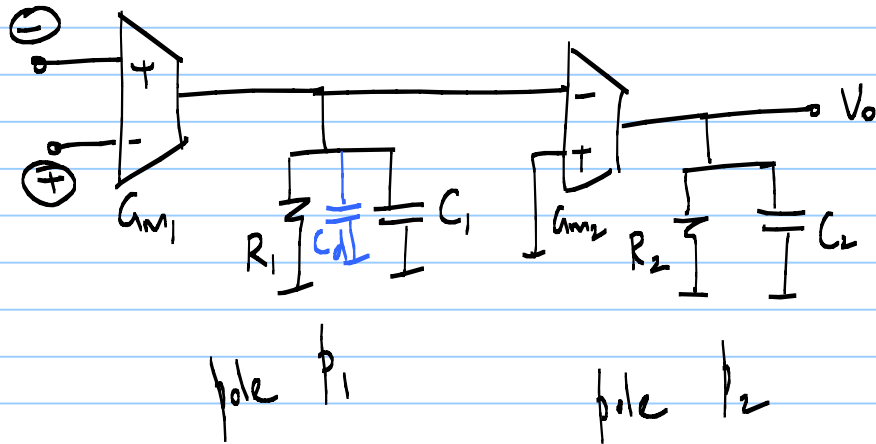 −
+
−
+
Gm1
R1
Cd
C1
−
+
Gm2
Vo
R2
C2
pole p1
pole p2